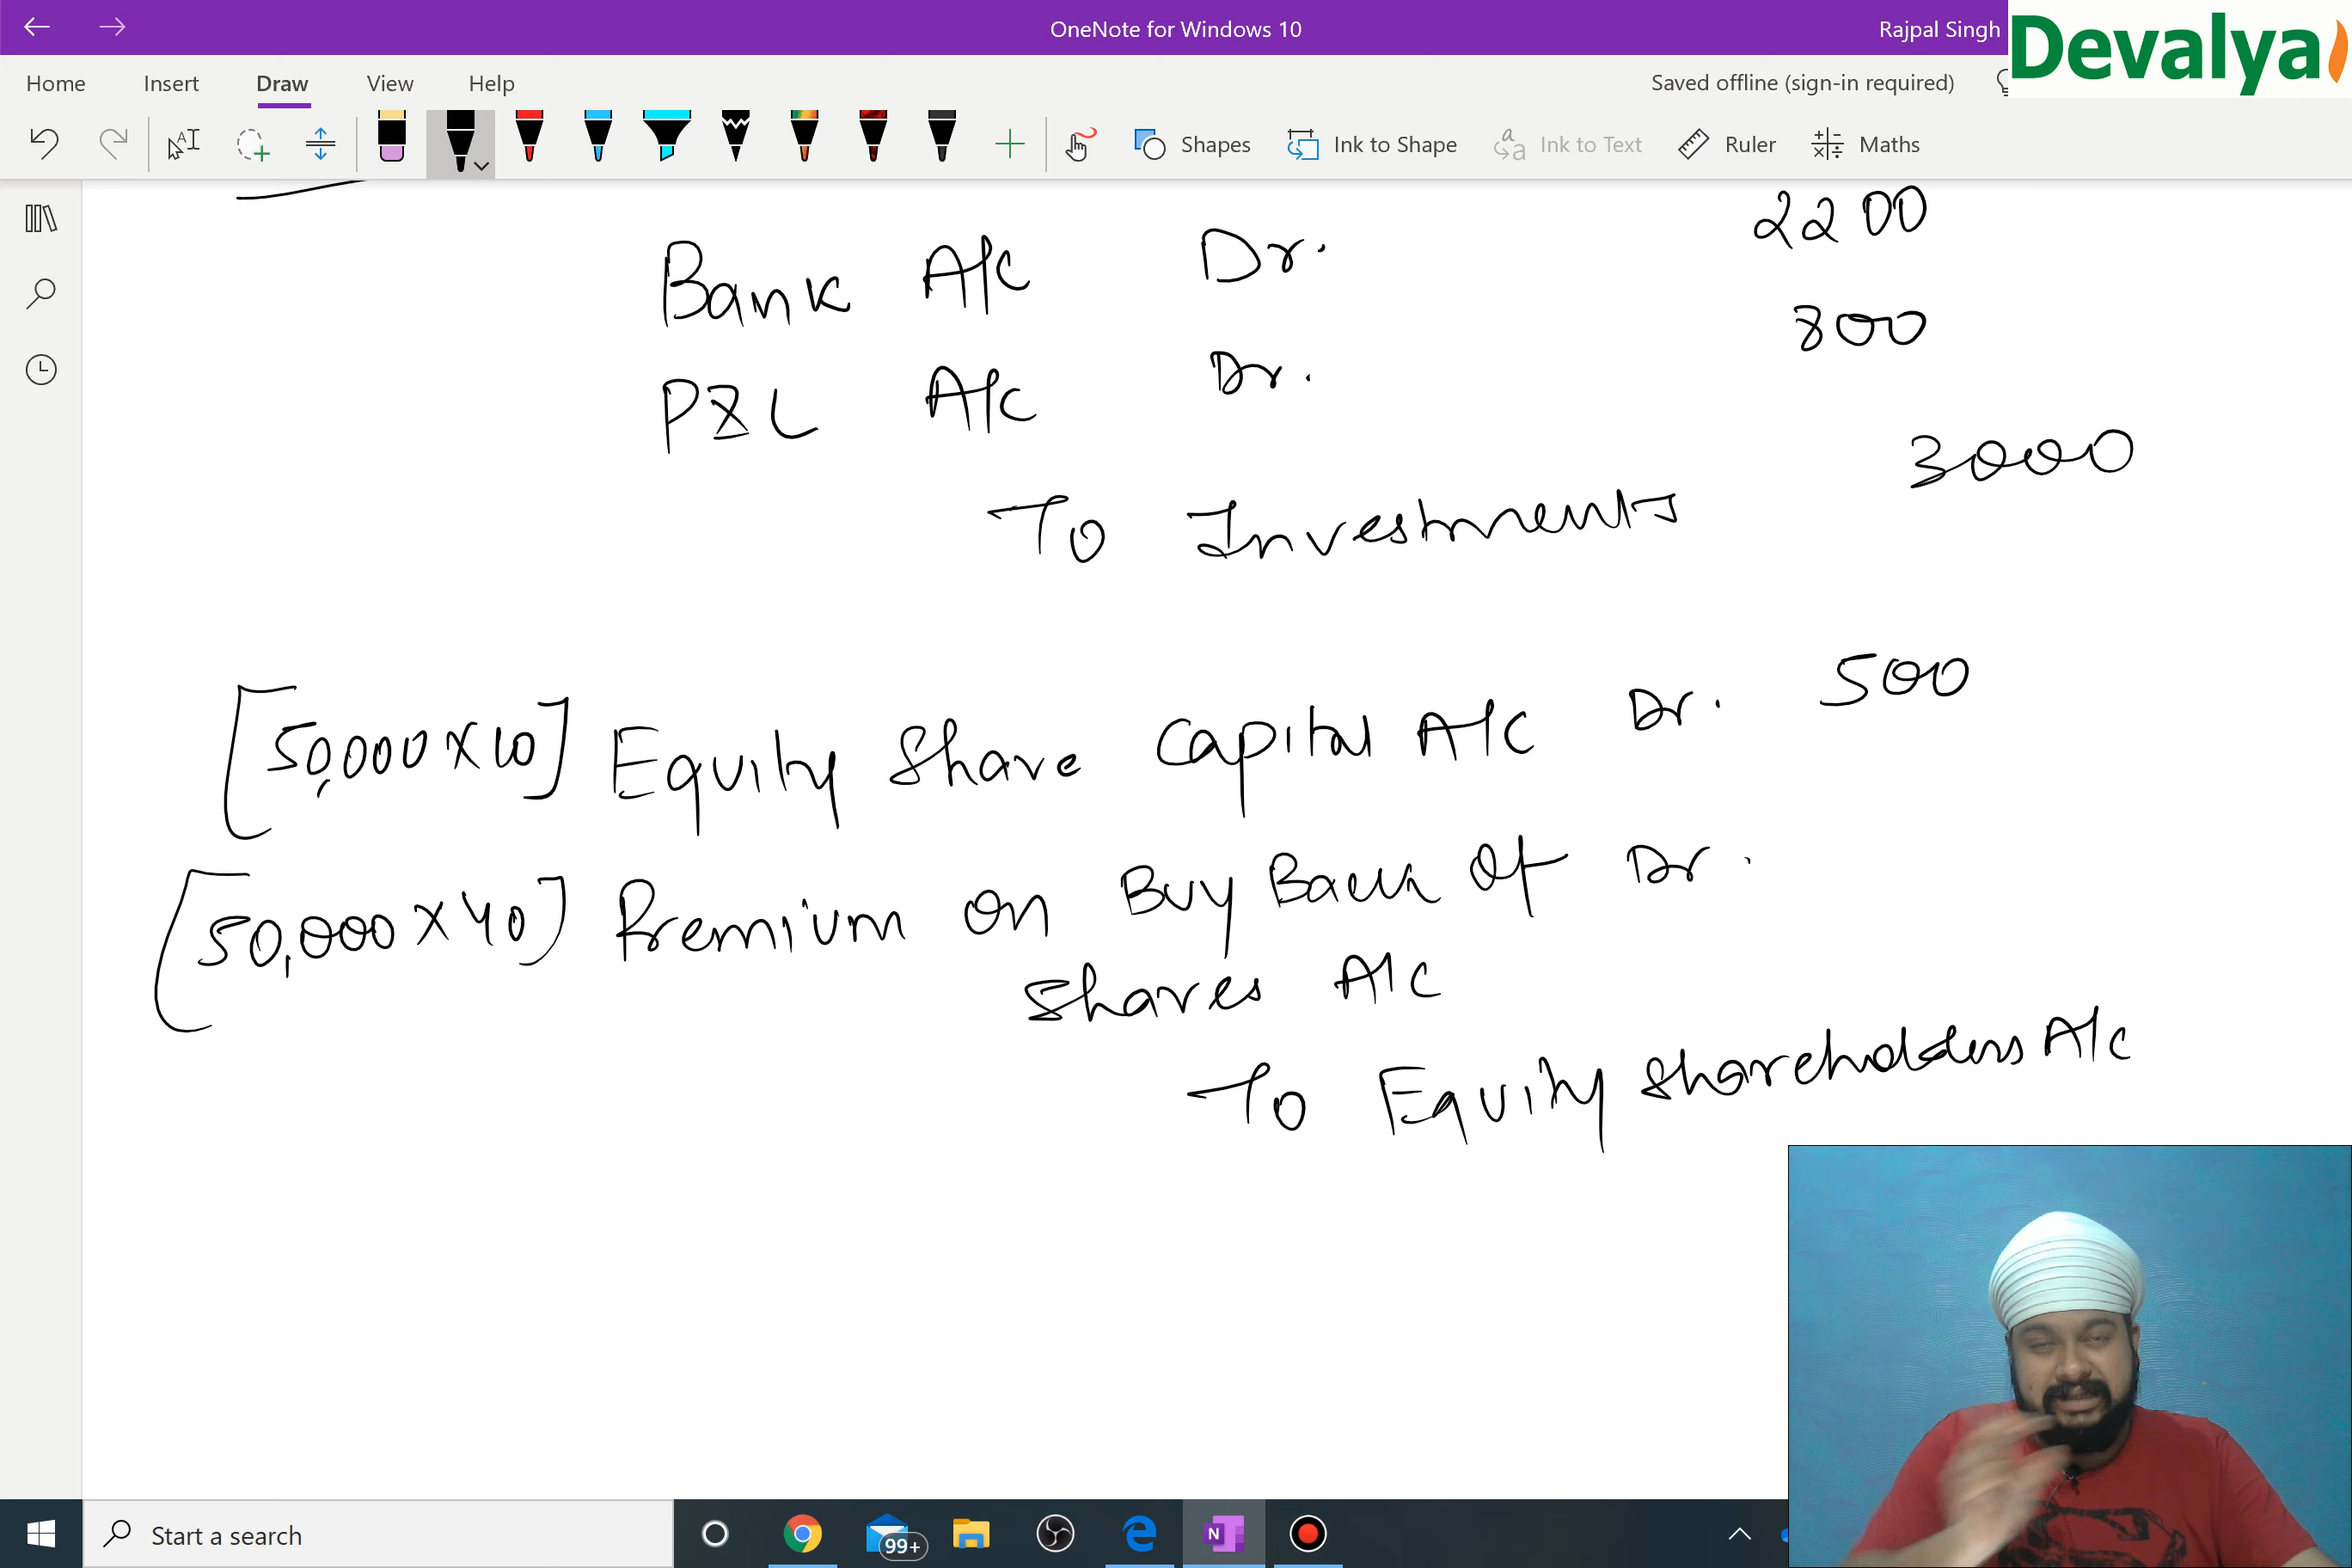 OneNote for Windows 10
Rajpal Singh
Devalya
Home Insert Draw View Help
Saved offline (sign-in required)
Shapes Ink to Shape Ink to Text Ruler Maths
2200
Bank A/c Dr.
800
P&L A/c Dr.
3000
To Investments
[50,000×10] Equity Share Capital A/c Dr. 500
[50,000×40] Premium on Buy Back of Dr.
Shares A/c
To Equity Shareholders A/c
Start a search
99+
N